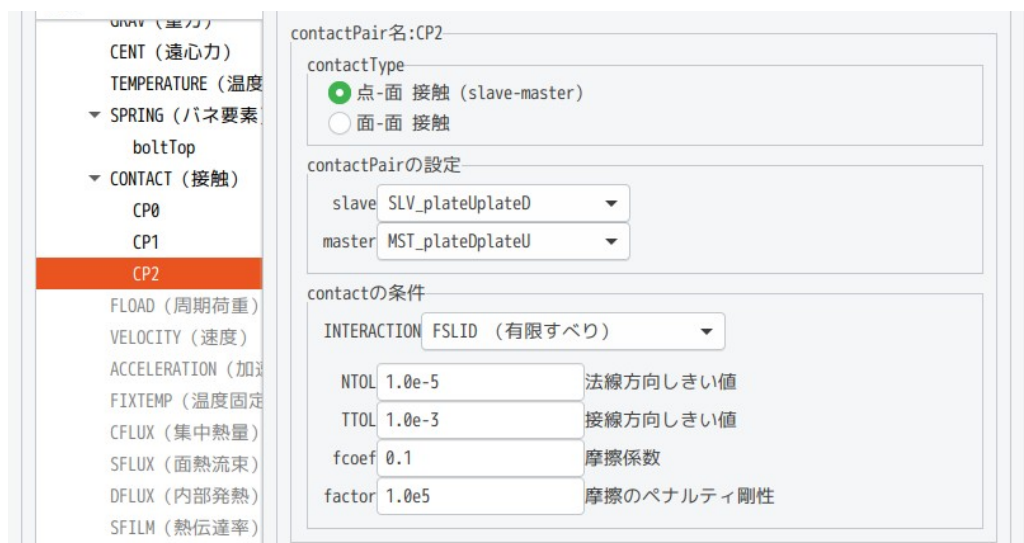 GRAV (重力)
CENT (遠心力)
TEMPERATURE (温度
SPRING (バネ要素
boltTop
CONTACT (接触)
CP0
CP1
CP2
FLOAD (周期荷重)
VELOCITY (速度)
ACCELERATION (加速
FIXTEMP (温度固定
CFLUX (集中熱量)
SFLUX (面熱流束)
DFLUX (内部発熱)
SFILM (熱伝達率)
contactPair名:CP2
contactType
点-面 接触 (slave-master)
面-面 接触
contactPairの設定
slave SLV_plateUplateD
master MST_plateDplateU
contactの条件
INTERACTION FSLID (有限すべり)
NTOL 1.0e-5 法線方向しきい値
TTOL 1.0e-3 接線方向しきい値
fcoef 0.1 摩擦係数
factor 1.0e5 摩擦のペナルティ剛性